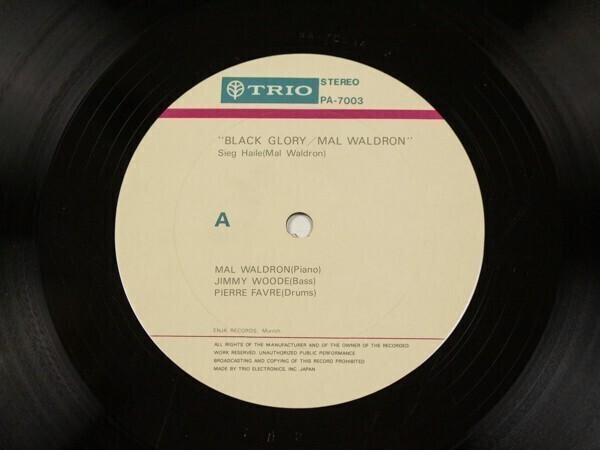 TRIO STEREO
PA-7003
"BLACK GLORY/MAL WALDRON"
Sieg Haile(Mal Waldron)
A
MAL WALDRON(Piano)
JIMMY WOODE(Bass)
PIERRE FAVRE(Drums)
ENJA RECORDS, Munich
ALL RIGHTS OF THE MANUFACTURER AND OF THE OWNER OF THE RECORDED
WORK RESERVED. UNAUTHORIZED PUBLIC PERFORMANCE
BROADCASTING AND COPYING OF THIS RECORD PROHIBITED
MADE BY TRIO ELECTRONICS, INC. JAPAN